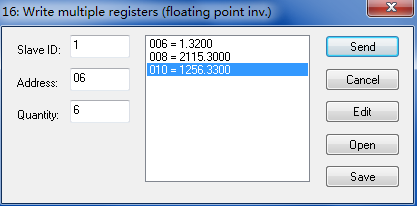 16: Write multiple registers (floating point inv.)
Slave ID: 1
Address: 06
Quantity: 6
006 = 1.3200
008 = 2115.3000
010 = 1256.3300
Send
Cancel
Edit
Open
Save